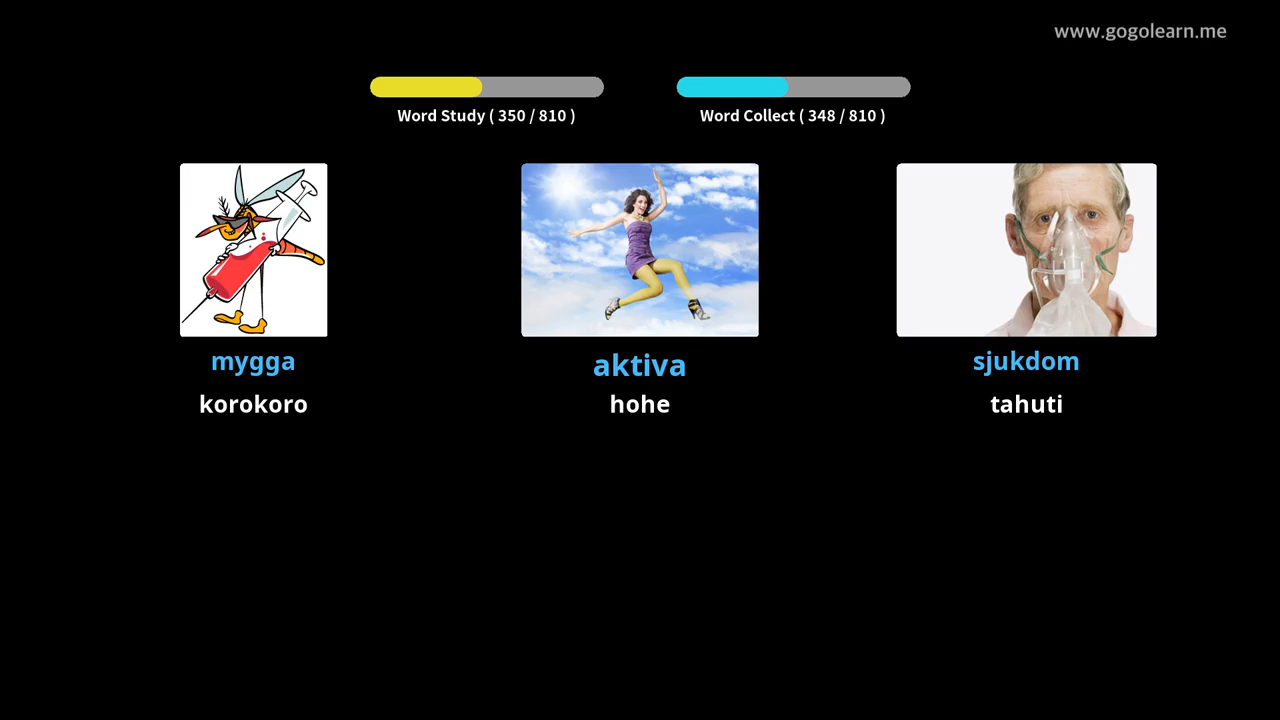 www.gogolearn.me
Word Study ( 350 / 810 )
Word Collect ( 348 / 810 )
mygga
aktiva
sjukdom
korokoro
hohe
tahuti